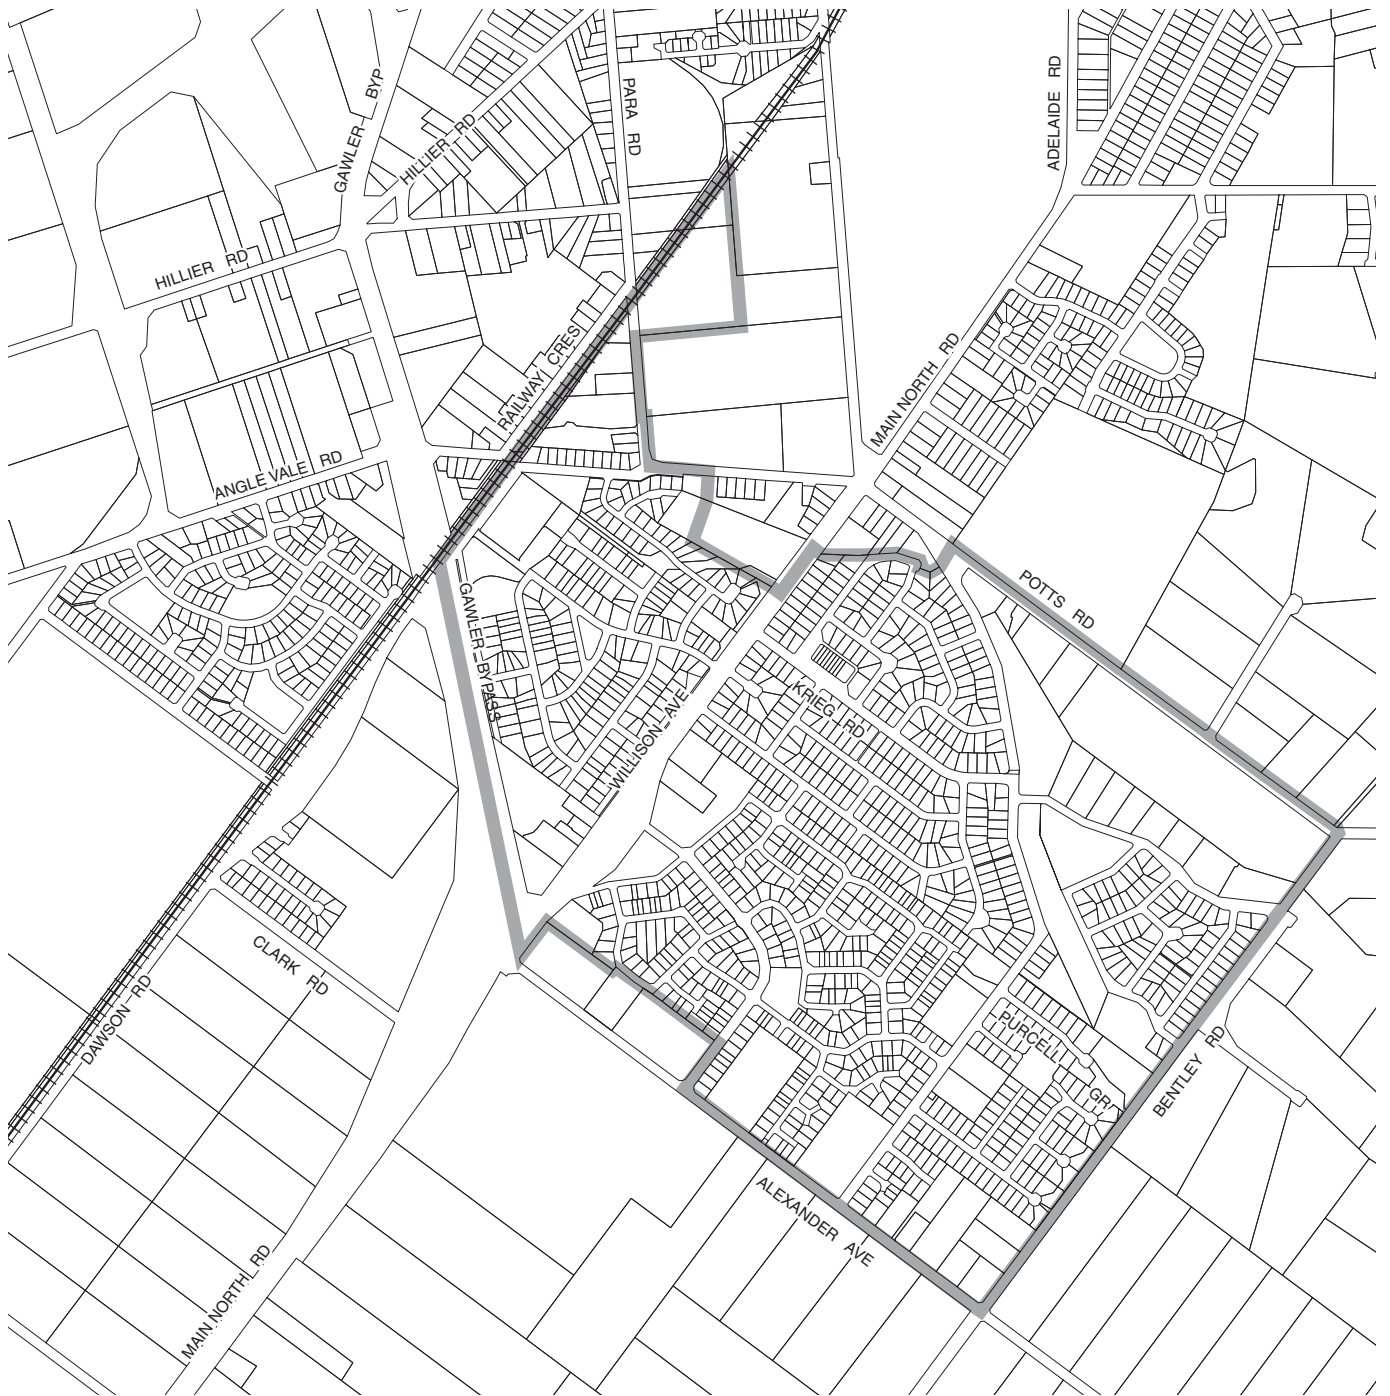 GAWLER BYP
HILLIER RD
PARA RD
ADELAIDE RD
HILLIER RD
RAILWAY CRES
MAIN NORTH RD
ANGLE VALE RD
POTTS RD
GAWLER BYPASS
WILLISON AVE
KRIEG RD
CLARK RD
DAWSON RD
PURCELL GR
BENTLEY RD
ALEXANDER AVE
MAIN NORTH RD